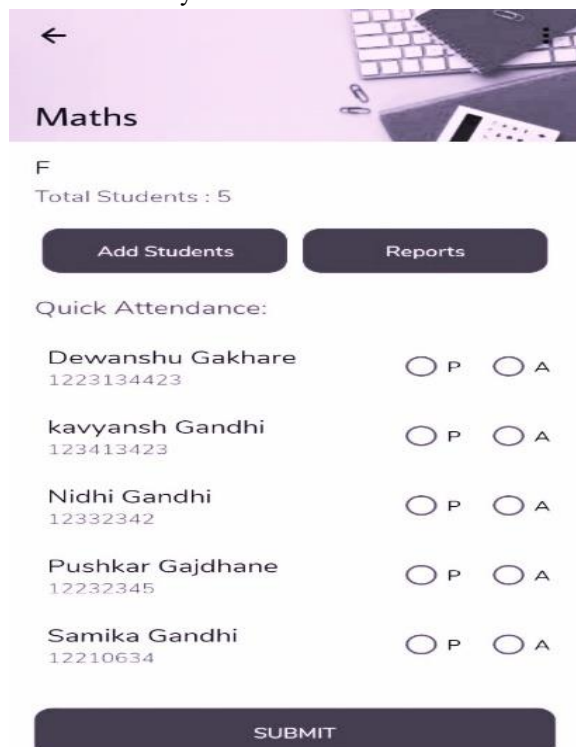 Maths
F
Total Students : 5
Add Students Reports
Quick Attendance:
Dewanshu Gakhare
1223134423
P A
kavyansh Gandhi
123413423
P A
Nidhi Gandhi
12332342
P A
Pushkar Gajdhane
12232345
P A
Samika Gandhi
12210634
P A
SUBMIT